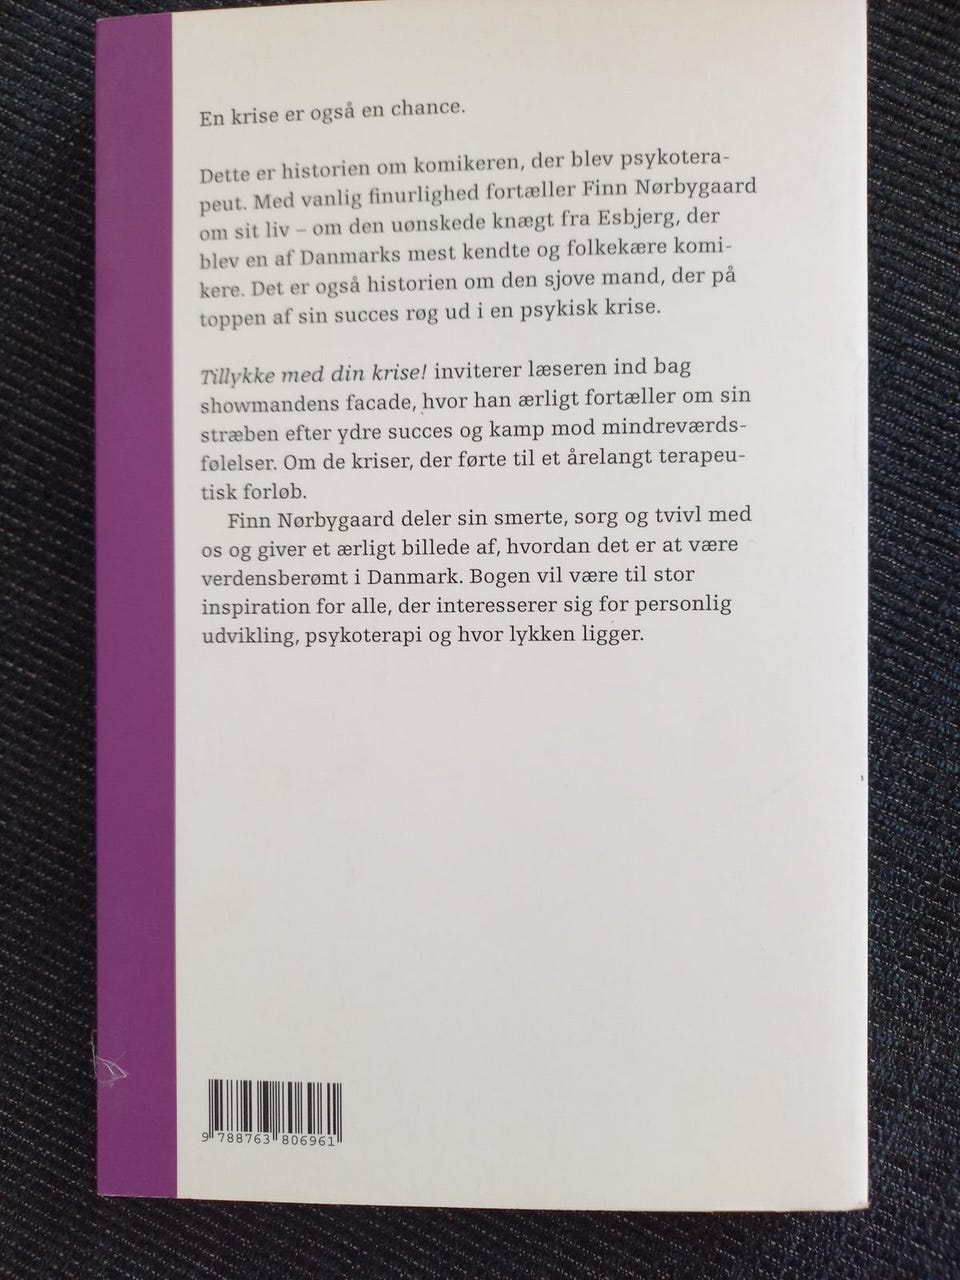 En krise er også en chance.
Dette er historien om komikeren, der blev psykotera-
peut. Med vanlig finurlighed fortæller Finn Nørbygaard
om sit liv – om den uønskede knægt fra Esbjerg, der
blev en af Danmarks mest kendte og folkekære komi-
kere. Det er også historien om den sjove mand, der på
toppen af sin succes røg ud i en psykisk krise.
Tillykke med din krise! inviterer læseren ind bag
showmandens facade, hvor han ærligt fortæller om sin
stræben efter ydre succes og kamp mod mindreværds-
følelser. Om de kriser, der førte til et årelangt terapeu-
tisk forløb.
Finn Nørbygaard deler sin smerte, sorg og tvivl med
os og giver et ærligt billede af, hvordan det er at være
verdensberømt i Danmark. Bogen vil være til stor
inspiration for alle, der interesserer sig for personlig
udvikling, psykoterapi og hvor lykken ligger.
9 788763 806961